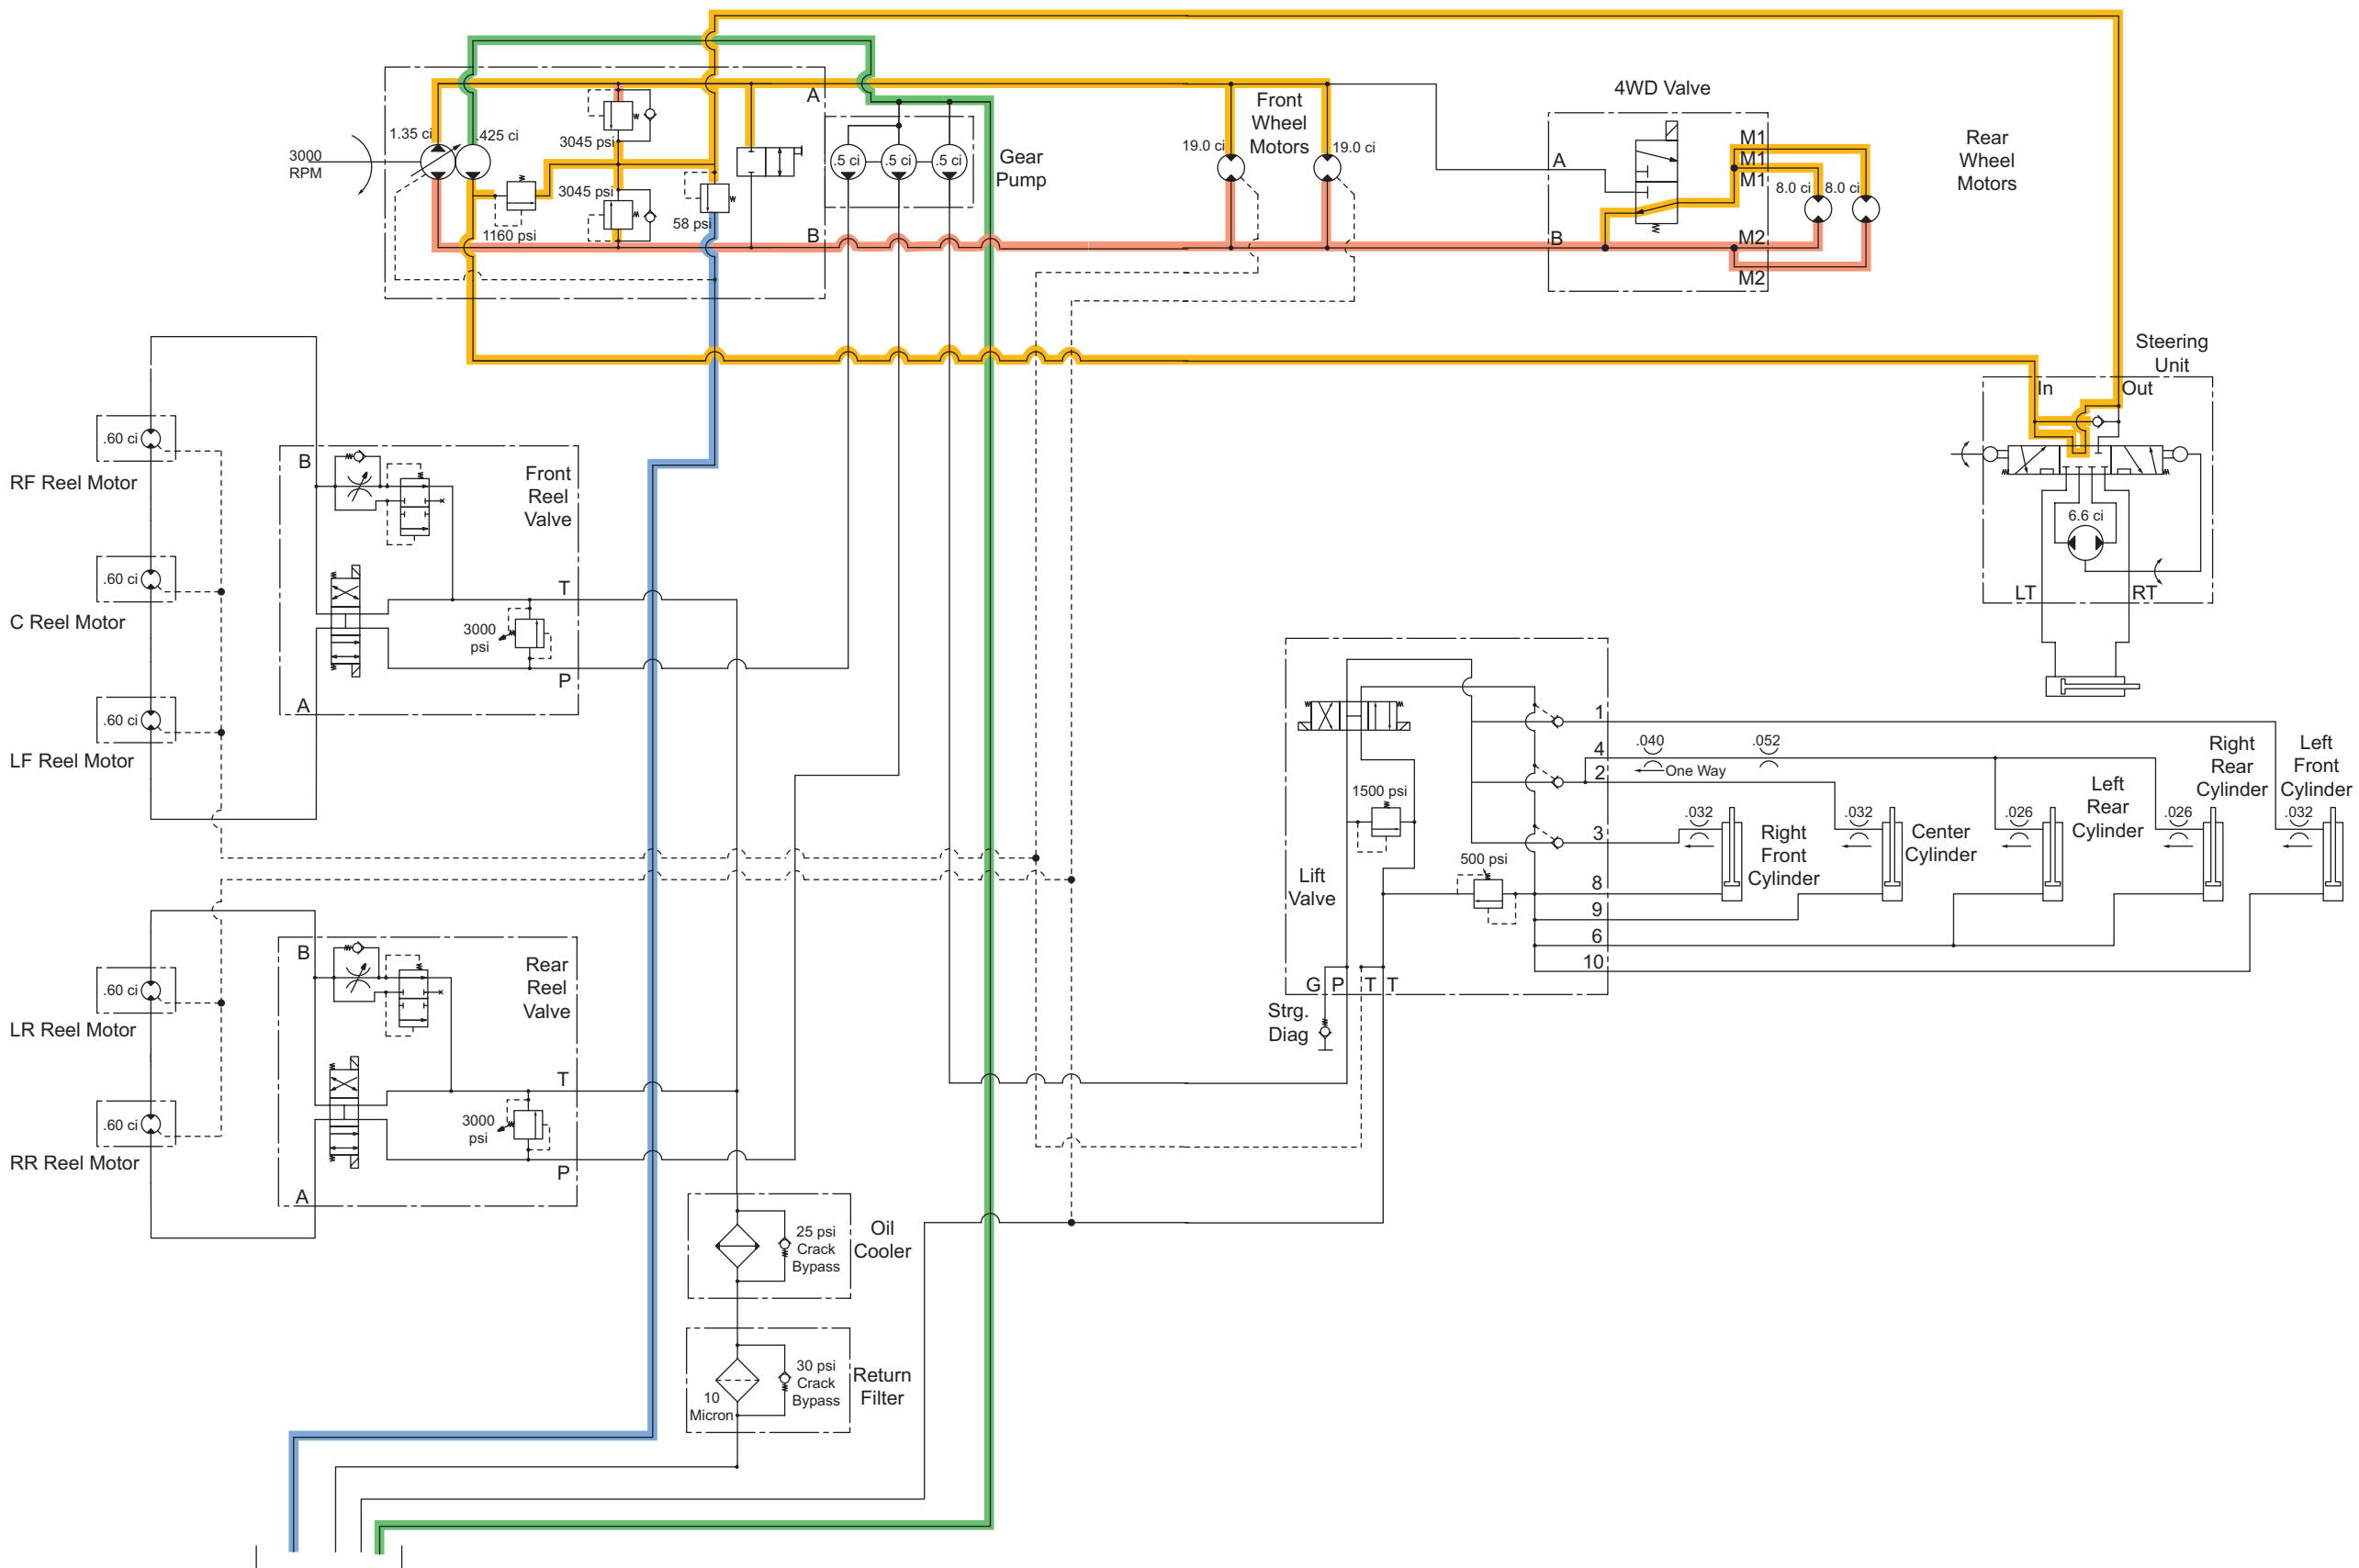 4WD Valve
A
Front
Wheel
Motors
M1
M1
M1
Rear
Wheel
Motors
1.35 ci
.425 ci
3000
RPM
3045 psi
3045 psi
1160 psi
58 psi
B
.5 ci
.5 ci
.5 ci
Gear
Pump
19.0 ci
19.0 ci
A
B
8.0 ci
8.0 ci
M2
M2
Steering
Unit
In
Out
6.6 ci
LT
RT
.60 ci
RF Reel Motor
.60 ci
C Reel Motor
.60 ci
LF Reel Motor
B
Front
Reel
Valve
T
3000
psi
P
A
1
4
.040
.052
One Way
2
1500 psi
3
500 psi
Lift
Valve
8
9
6
10
G
P
T
T
Strg.
Diag
.032
Right
Front
Cylinder
.032
Center
Cylinder
.026
Left
Rear
Cylinder
Right
Rear
Cylinder
.026
Left
Front
Cylinder
.032
.60 ci
LR Reel Motor
.60 ci
RR Reel Motor
B
Rear
Reel
Valve
T
3000
psi
P
A
25 psi
Crack
Bypass
Oil
Cooler
30 psi
Crack
Bypass
10
Micron
Return
Filter